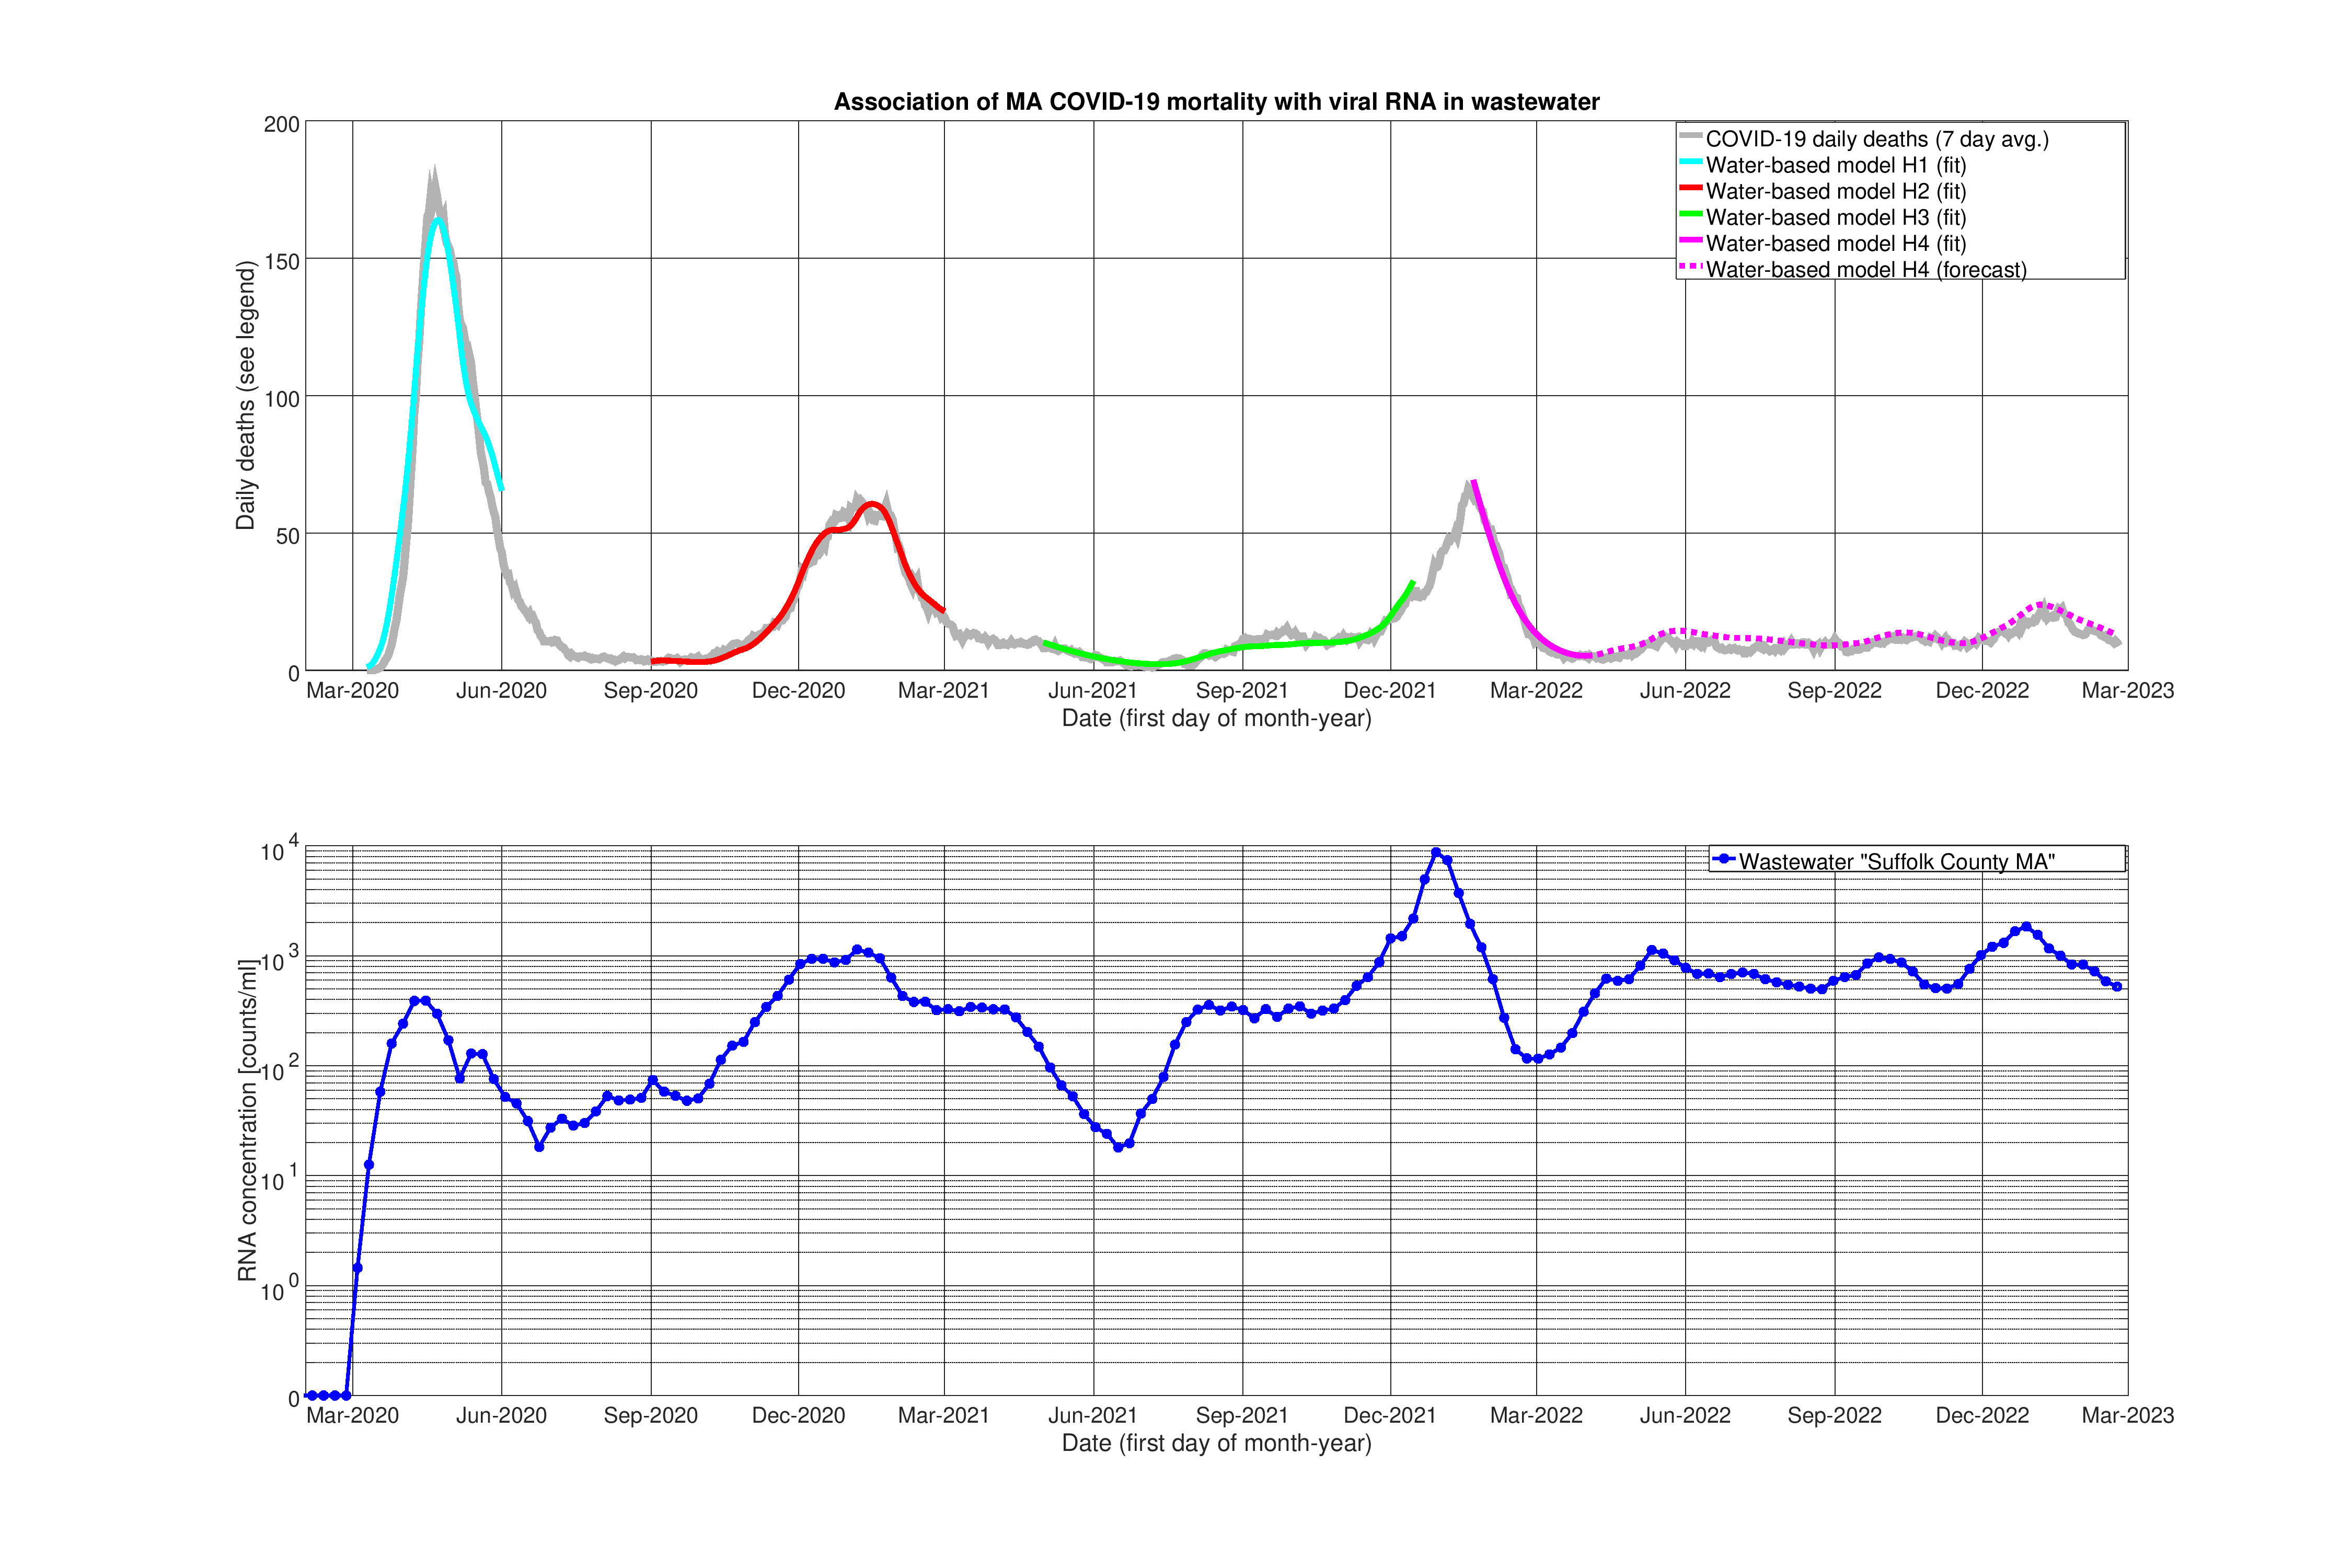 Association of MA COVID-19 mortality with viral RNA in wastewater
200
150
100
50
0
Daily deaths (see legend)
COVID-19 daily deaths (7 day avg.)
Water-based model H1 (fit)
Water-based model H2 (fit)
Water-based model H3 (fit)
Water-based model H4 (fit)
Water-based model H4 (forecast)
Mar-2020 Jun-2020 Sep-2020 Dec-2020 Mar-2021 Jun-2021 Sep-2021 Dec-2021 Mar-2022 Jun-2022 Sep-2022 Dec-2022 Mar-2023
Date (first day of month-year)
10^4
10^3
10^2
10^1
10^0
0
RNA concentration [counts/ml]
Wastewater "Suffolk County MA"
Mar-2020 Jun-2020 Sep-2020 Dec-2020 Mar-2021 Jun-2021 Sep-2021 Dec-2021 Mar-2022 Jun-2022 Sep-2022 Dec-2022 Mar-2023
Date (first day of month-year)